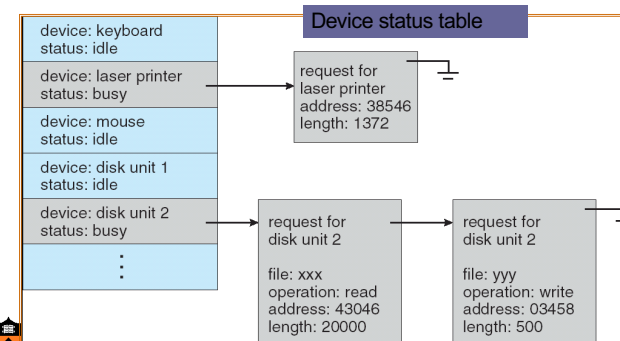 Device status table
device: keyboard
status: idle
device: laser printer
status: busy
device: mouse
status: idle
device: disk unit 1
status: idle
device: disk unit 2
status: busy
request for
laser printer
address: 38546
length: 1372
request for
disk unit 2
file: xxx
operation: read
address: 43046
length: 20000
request for
disk unit 2
file: yyy
operation: write
address: 03458
length: 500